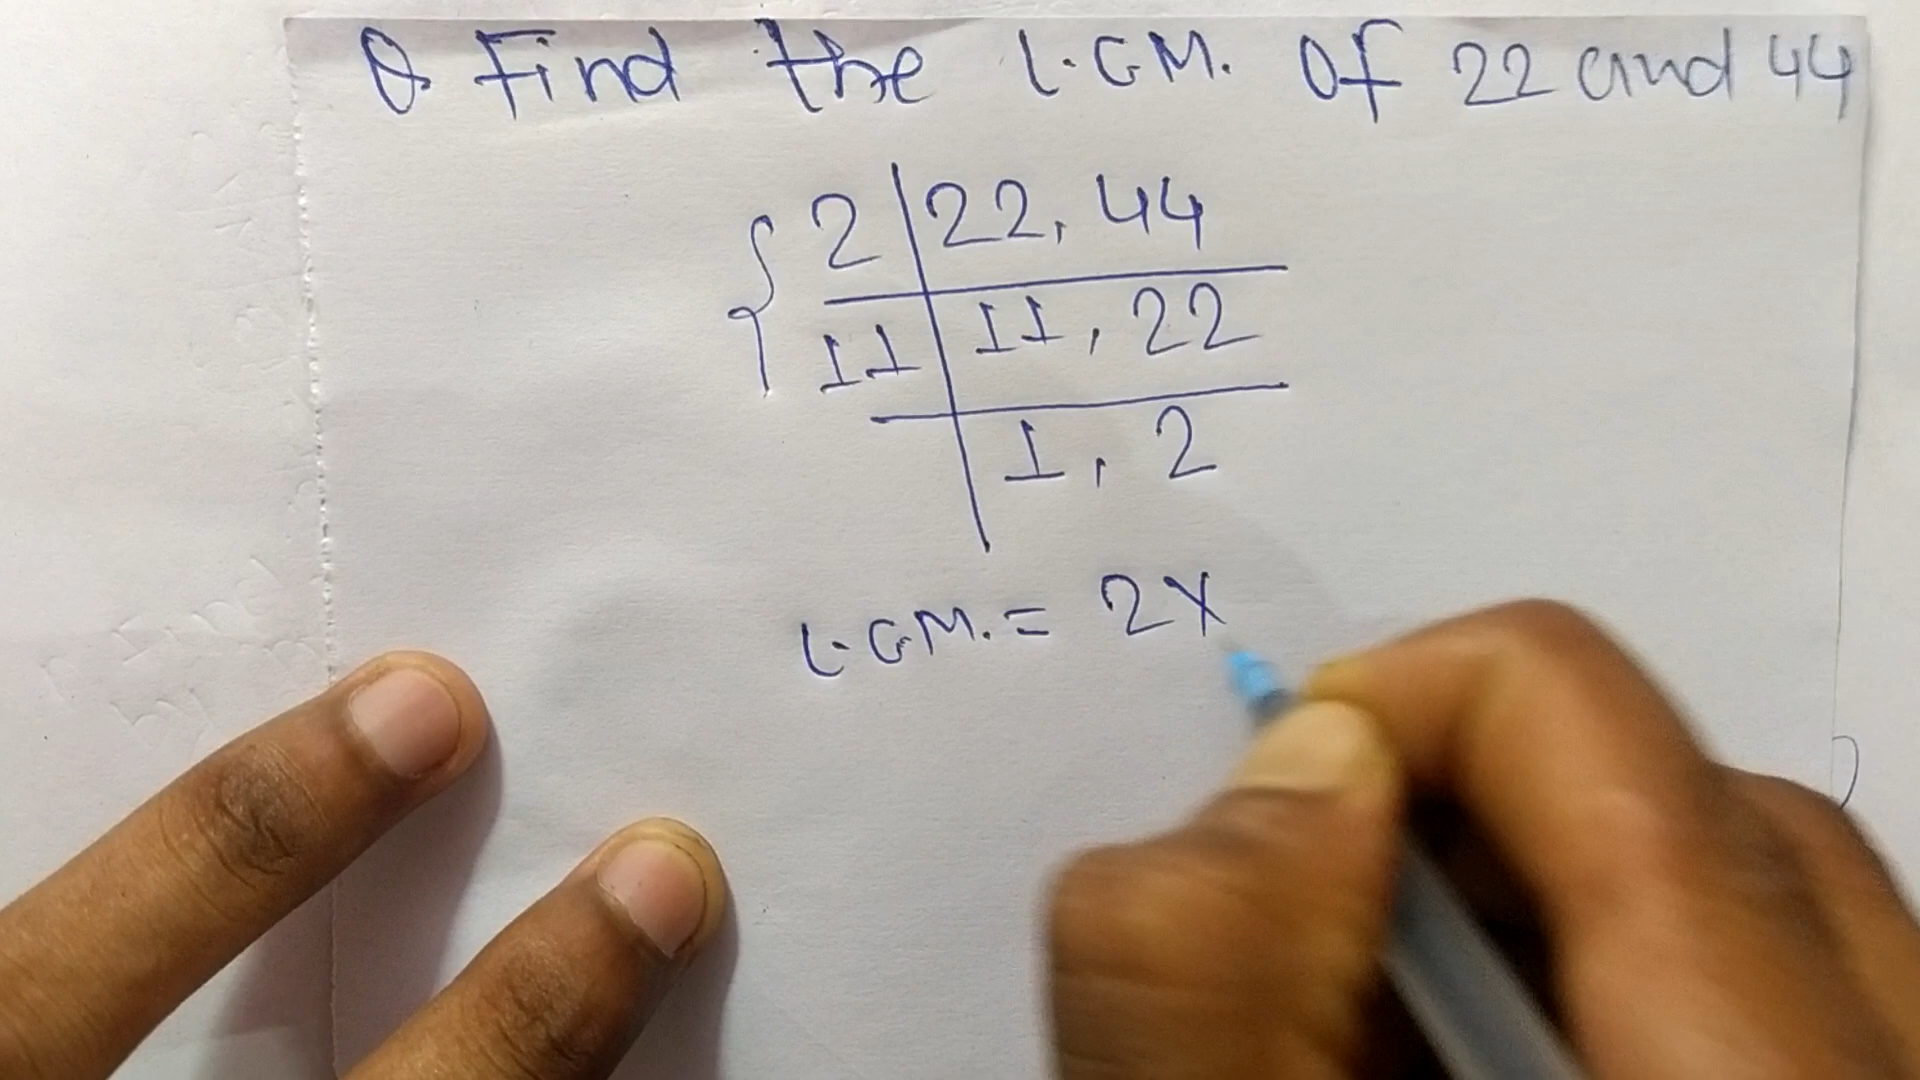 Q Find the L.C.M. of 22 and 44
2 | 22, 44
11 | 11, 22
1, 2
L.C.M. = 2 X